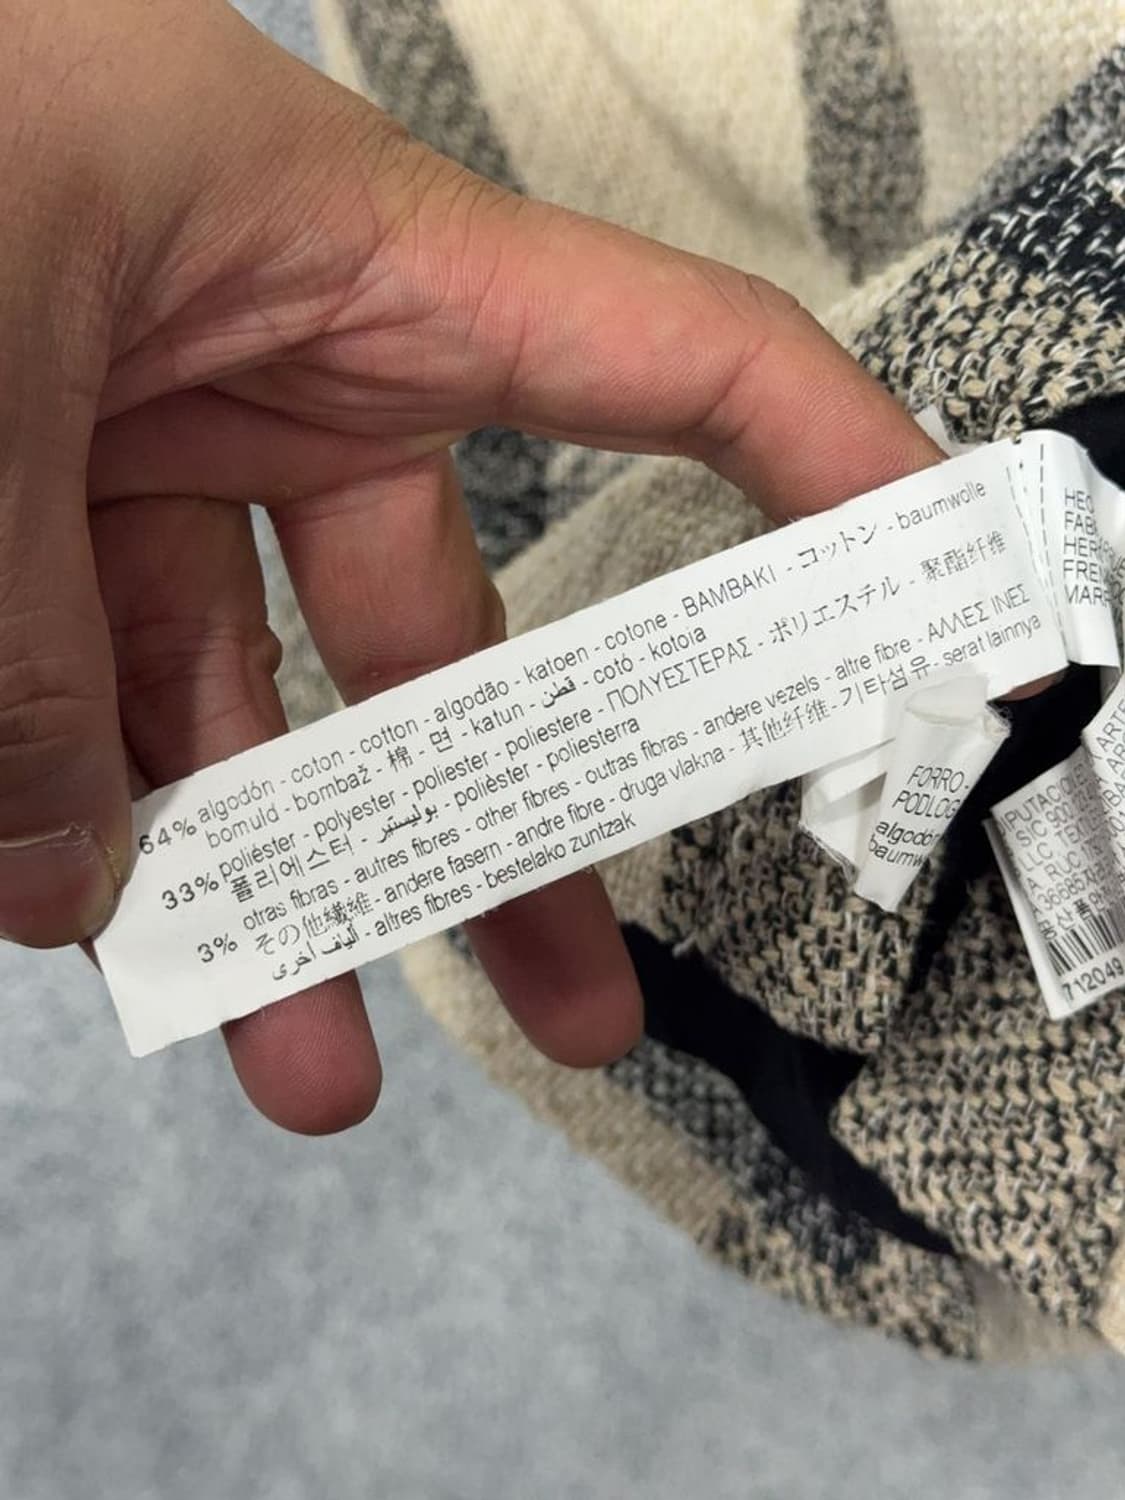 64% algodón - coton - cotton - algodão - katoen - cotone - ΒΑΜΒΑΚΙ - コットン - baumwolle
bomuld - bombaž - 棉 - 면 - katun - قطن - cotó - kotoia
33% poliéster - polyester - poliester - poliestere - ΠΟΛΥΕΣΤΕΡΑΣ - ポリエステル - 聚酯纤维
폴리에스터 - بوليستير - polièster - poliesterra
3% otras fibras - autres fibres - other fibres - outras fibras - andere vezels - altre fibre - ΑΛΛΕΣ ΙΝΕΣ
その他繊維 - andere fasern - andre fibre - druga vlakna - 其他纤维 - 기타섬유 - serat lainnya
ألياف أخرى - altres fibres - bestelako zuntzak
FORRO -
algodón
712049